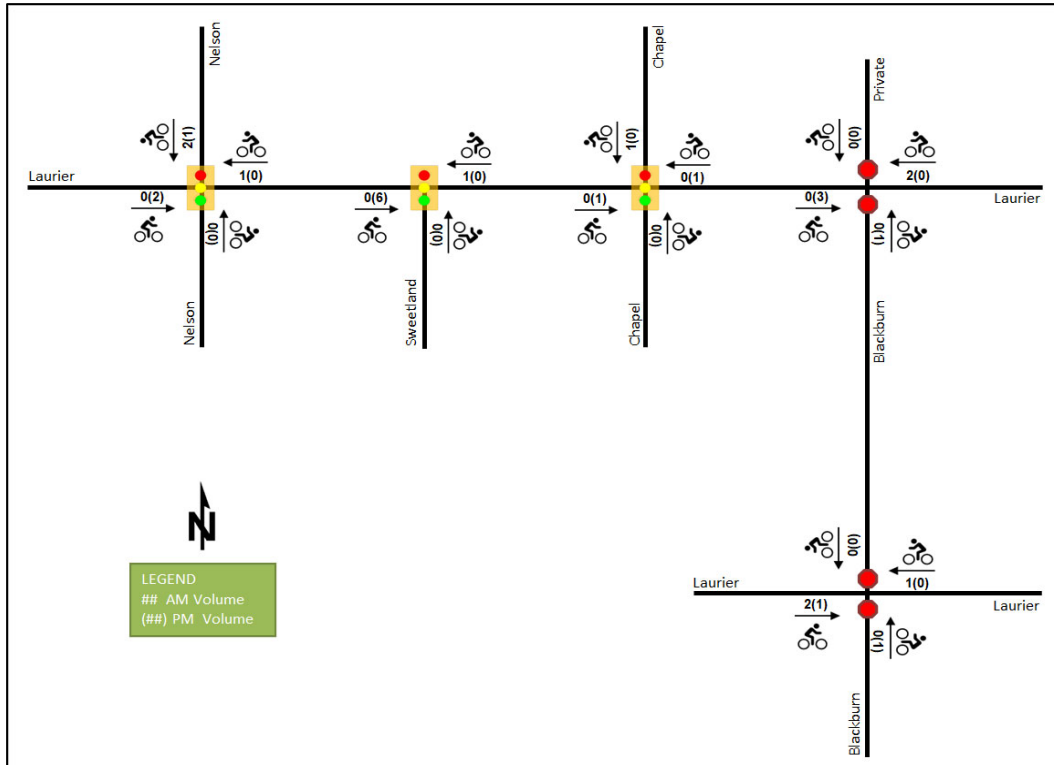 Nelson
Chapel
Private
2(1)
1(0)
1(0)
1(0)
0(1)
0(0)
2(0)
Laurier
0(2)
0(0)
0(6)
0(0)
0(1)
0(0)
0(3)
0(1)
Laurier
Nelson
Sweetland
Chapel
Blackburn
LEGEND
## AM Volume
(##) PM Volume
N
0(0)
1(0)
Laurier
Laurier
2(1)
0(1)
Blackburn